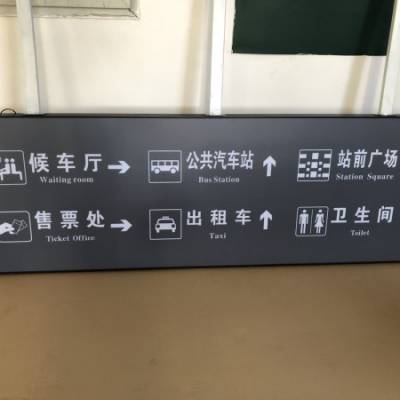 候车厅
Waiting room
公共汽车站
Bus Station
站前广场
Station Square
售票处
Ticket Office
出租车
Taxi
卫生间
Toilet